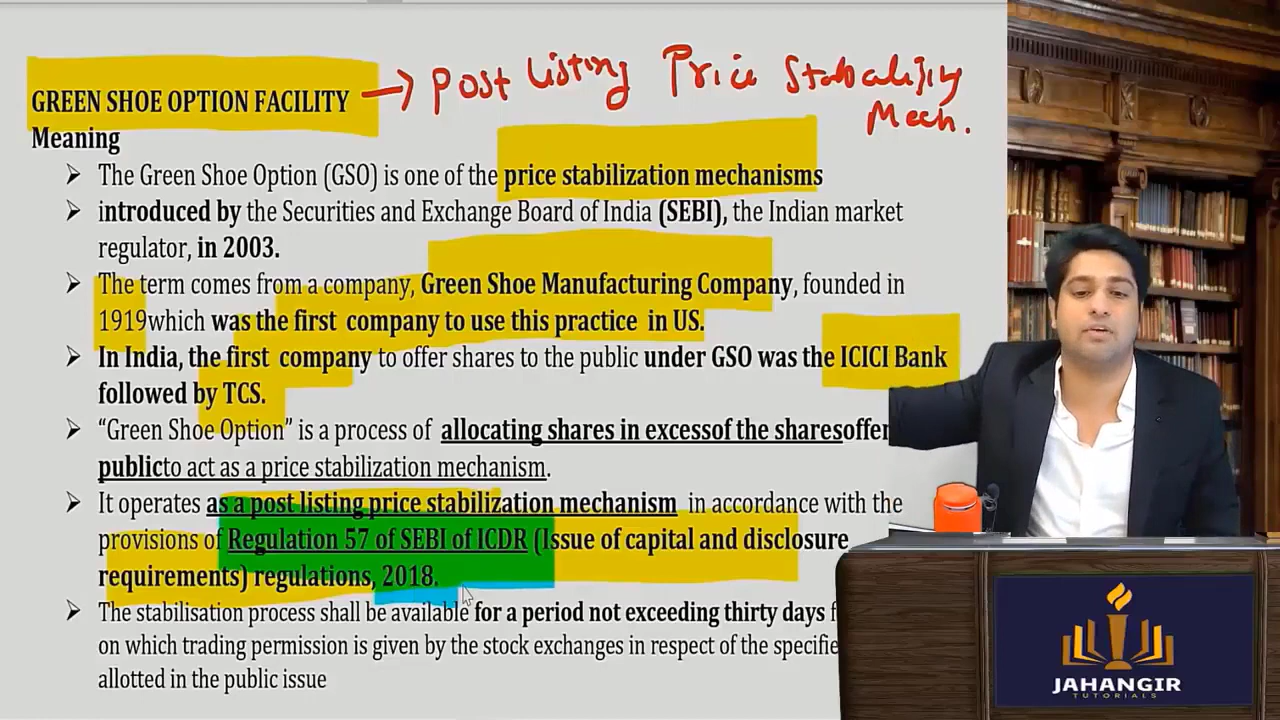 GREEN SHOE OPTION FACILITY → Post Listing Price
Mech.
Meaning
➢ The Green Shoe Option (GSO) is one of the price stabilization mechanisms
➢ introduced by the Securities and Exchange Board of India (SEBI), the Indian market
regulator, in 2003.
➢ The term comes from a company, Green Shoe Manufacturing Company, founded in
1919which was the first company to use this practice in US.
➢ In India, the first company to offer shares to the public under GSO was the ICICI Bank
followed by TCS.
➢ “Green Shoe Option” is a process of allocating shares in excessof the sharesoffer
publicto act as a price stabilization mechanism.
➢ It operates as a post listing price stabilization mechanism in accordance with the
provisions of Regulation 57 of SEBI of ICDR (Issue of capital and disclosure
requirements) regulations, 2018.
➢ The stabilisation process shall be available for a period not exceeding thirty days
on which trading permission is given by the stock exchanges in respect of the specifie
allotted in the public issue
JAHANGIR
TUTORIALS